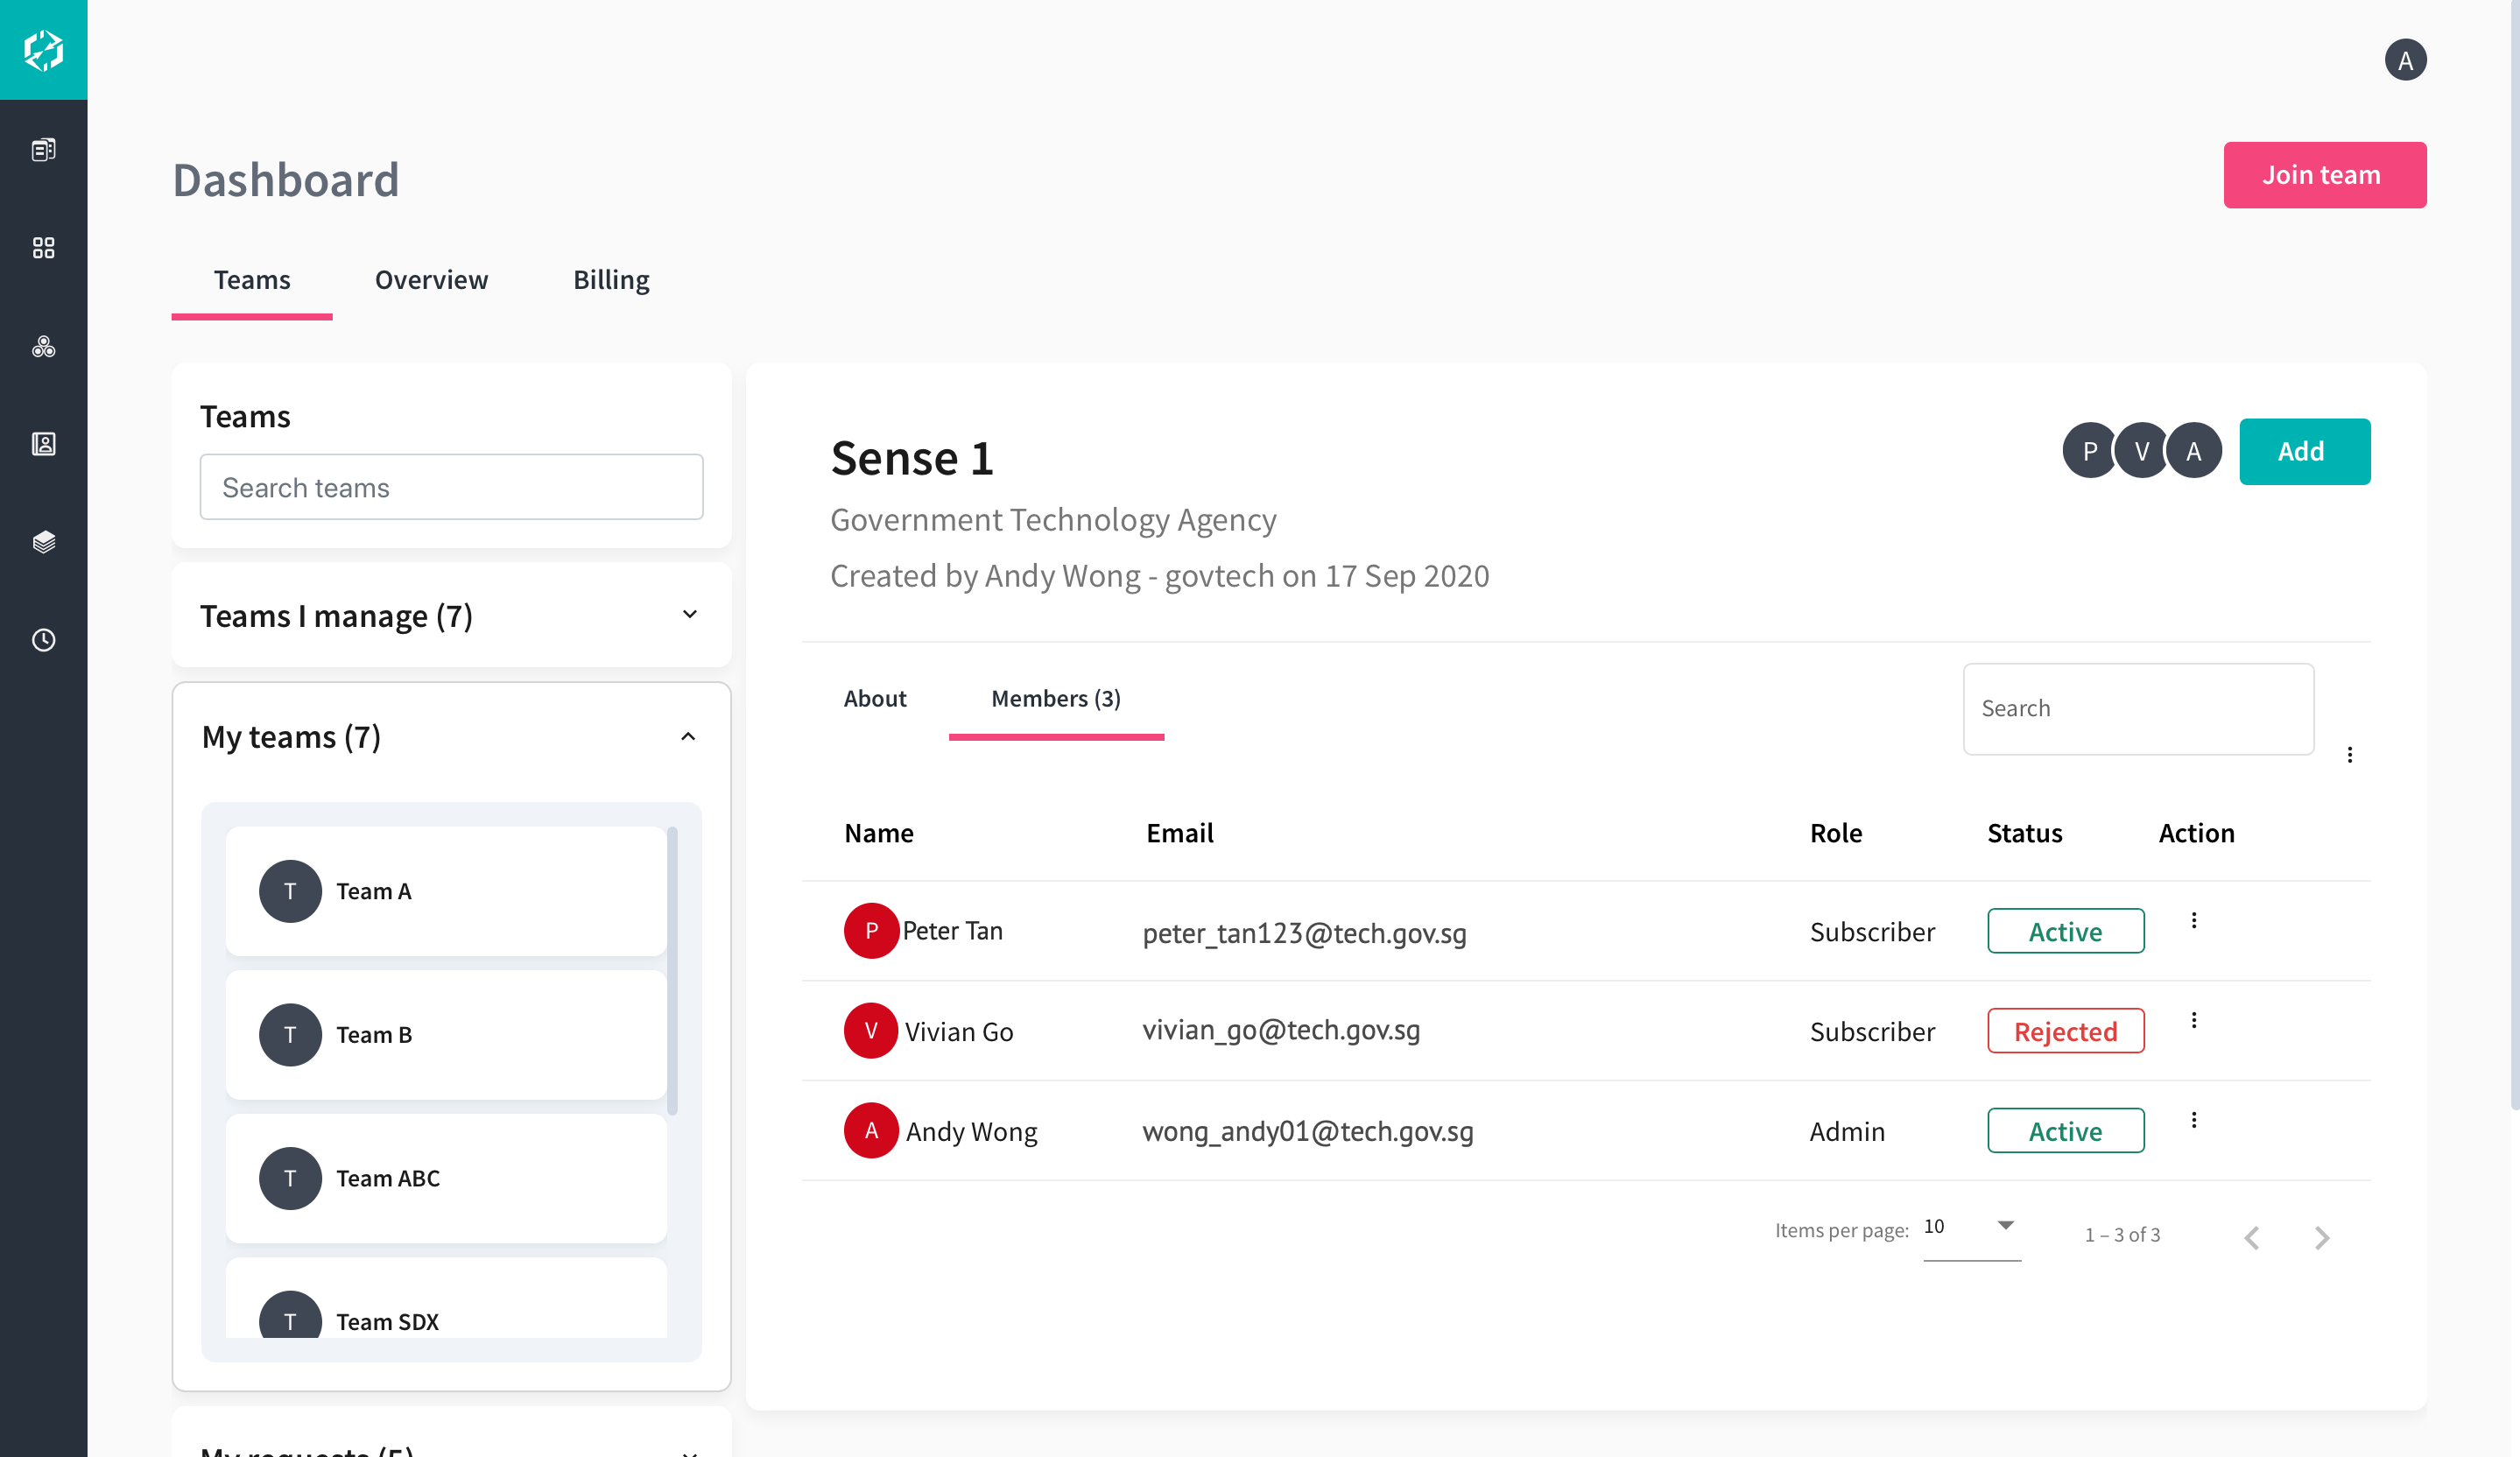 A
Dashboard
Join team
Teams Overview Billing
Teams
Search teams
Teams I manage (7)
My teams (7)
T Team A
T Team B
T Team ABC
T Team SDX
My requests (5)
Sense 1
P V A Add
Government Technology Agency
Created by Andy Wong - govtech on 17 Sep 2020
About Members (3)
Search
Name Email Role Status Action
P Peter Tan peter_tan123@tech.gov.sg Subscriber Active
V Vivian Go vivian_go@tech.gov.sg Subscriber Rejected
A Andy Wong wong_andy01@tech.gov.sg Admin Active
Items per page: 10 1 – 3 of 3